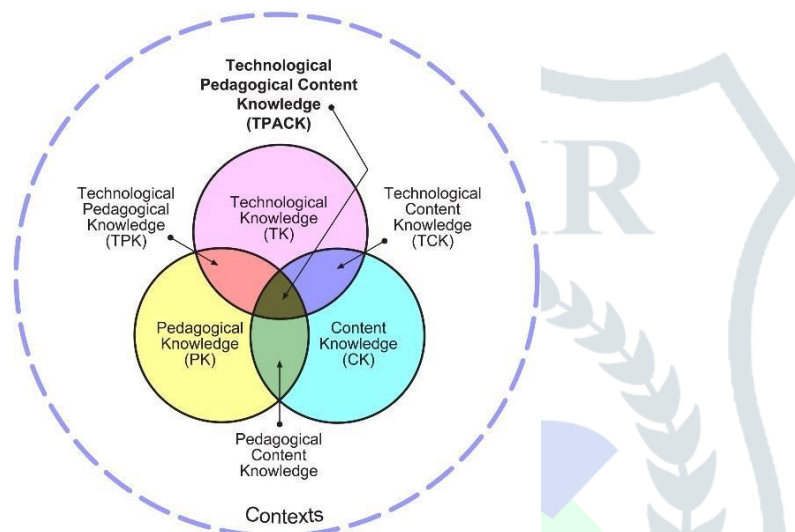 Technological
Pedagogical Content
Knowledge
(TPACK)
Technological
Pedagogical
Knowledge
(TPK)
Technological
Knowledge
(TK)
Technological
Content
Knowledge
(TCK)
Pedagogical
Knowledge
(PK)
Content
Knowledge
(CK)
Pedagogical
Content
Knowledge
Contexts